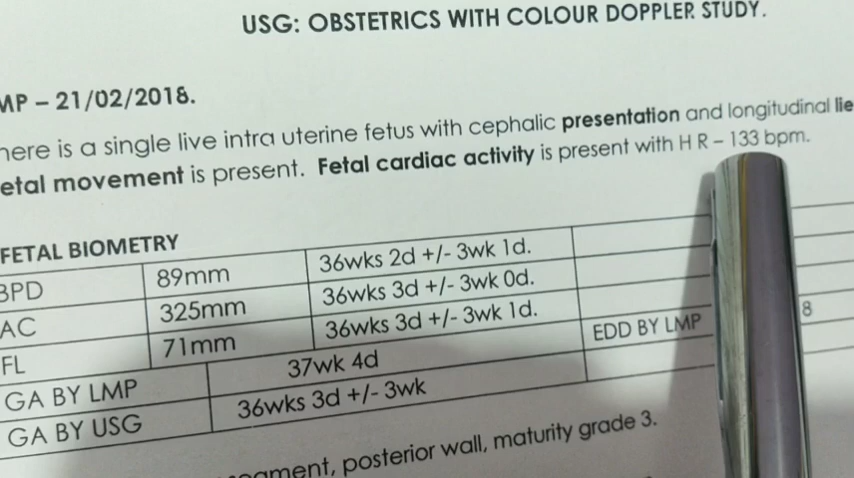 USG: OBSTETRICS WITH COLOUR DOPPLER STUDY.
MP – 21/02/2018.
here is a single live intra uterine fetus with cephalic presentation and longitudinal lie
etal movement is present. Fetal cardiac activity is present with H R – 133 bpm.
FETAL BIOMETRY
BPD 89mm 36wks 2d +/- 3wk 1d.
AC 325mm 36wks 3d +/- 3wk 0d.
FL 71mm 36wks 3d +/- 3wk 1d.
GA BY LMP 37wk 4d EDD BY LMP 8
GA BY USG 36wks 3d +/- 3wk
posterior wall, maturity grade 3.